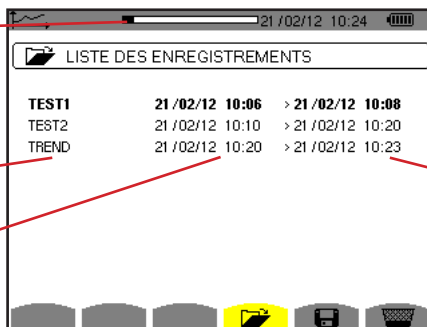 21/02/12 10:24
LISTE DES ENREGISTREMENTS
TEST1 21/02/12 10:06 > 21/02/12 10:08
TEST2 21/02/12 10:10 > 21/02/12 10:20
TREND 21/02/12 10:20 > 21/02/12 10:23